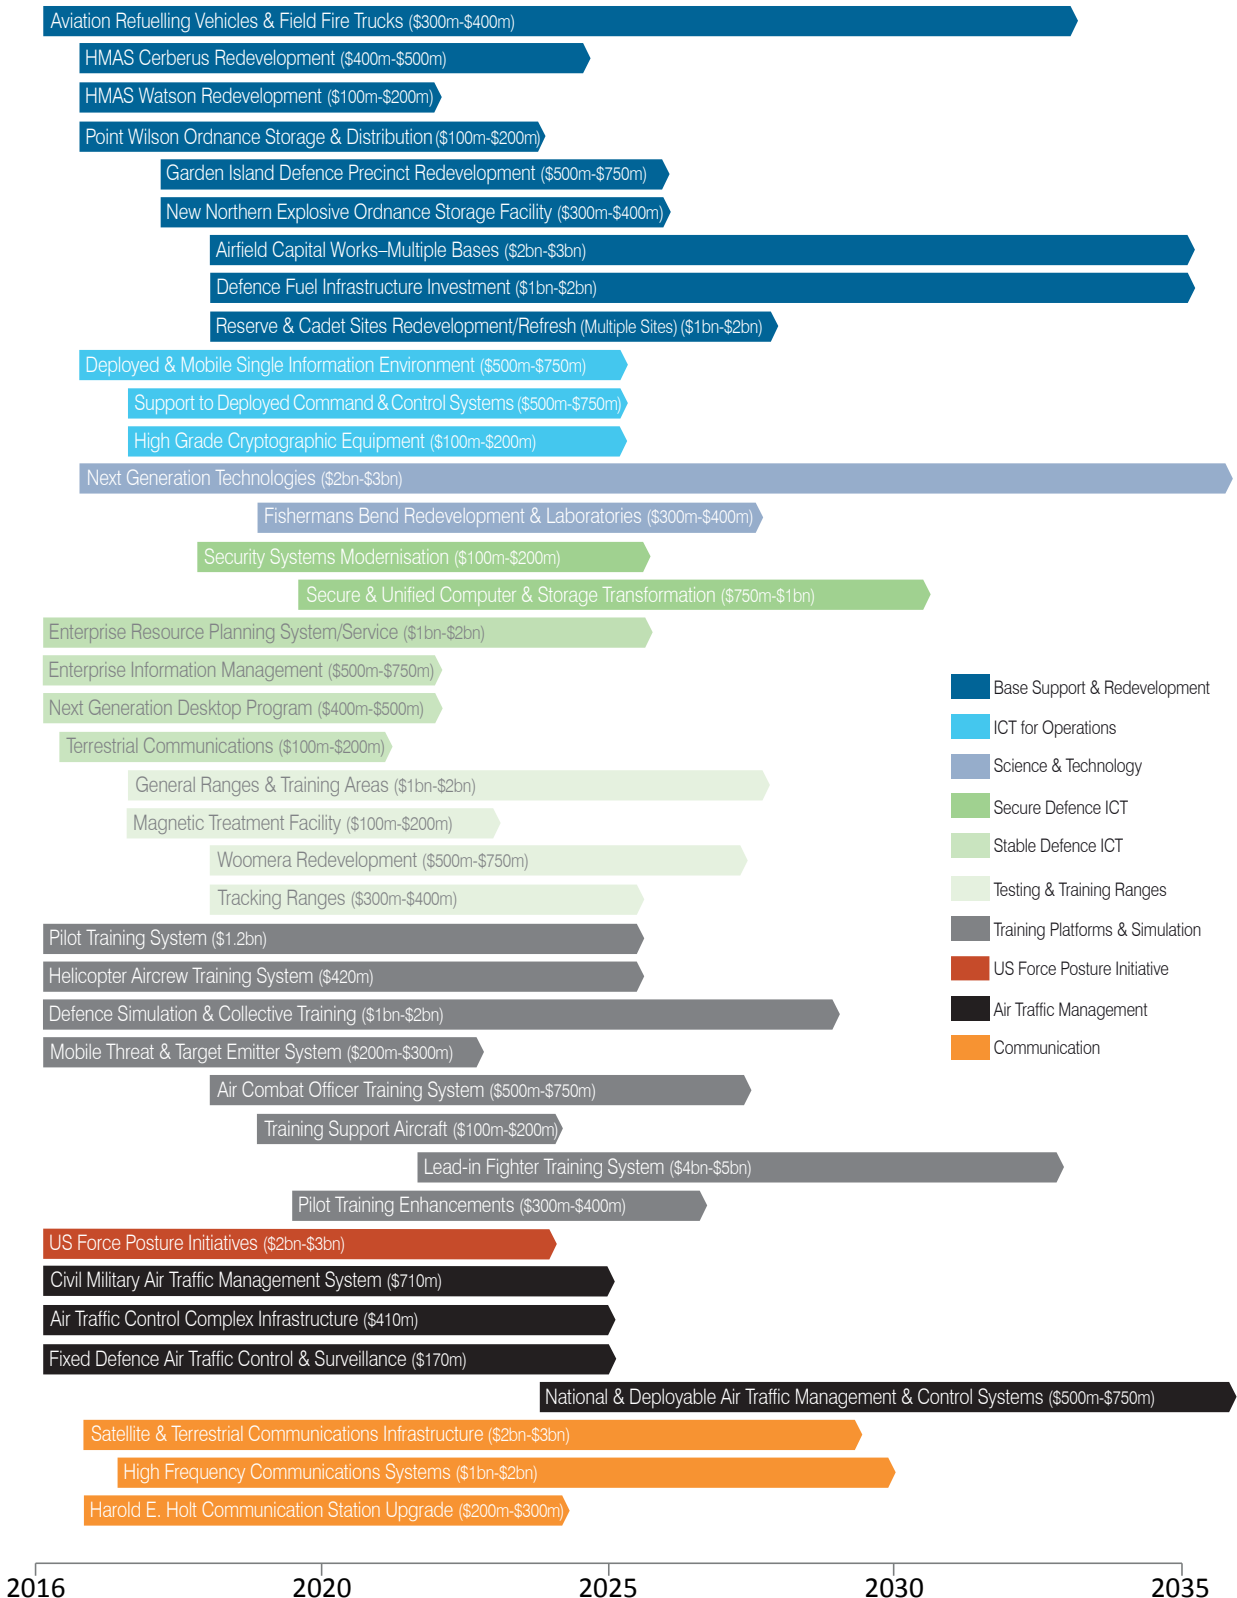 Aviation Refuelling Vehicles & Field Fire Trucks ($300m-$400m)
HMAS Cerberus Redevelopment ($400m-$500m)
HMAS Watson Redevelopment ($100m-$200m)
Point Wilson Ordnance Storage & Distribution ($100m-$200m)
Garden Island Defence Precinct Redevelopment ($500m-$750m)
New Northern Explosive Ordnance Storage Facility ($300m-$400m)
Airfield Capital Works–Multiple Bases ($2bn-$3bn)
Defence Fuel Infrastructure Investment ($1bn-$2bn)
Reserve & Cadet Sites Redevelopment/Refresh (Multiple Sites) ($1bn-$2bn)
Deployed & Mobile Single Information Environment ($500m-$750m)
Support to Deployed Command & Control Systems ($500m-$750m)
High Grade Cryptographic Equipment ($100m-$200m)
Next Generation Technologies ($2bn-$3bn)
Fishermans Bend Redevelopment & Laboratories ($300m-$400m)
Security Systems Modernisation ($100m-$200m)
Secure & Unified Computer & Storage Transformation ($750m-$1bn)
Enterprise Resource Planning System/Service ($1bn-$2bn)
Enterprise Information Management ($500m-$750m)
Next Generation Desktop Program ($400m-$500m)
Terrestrial Communications ($100m-$200m)
General Ranges & Training Areas ($1bn-$2bn)
Magnetic Treatment Facility ($100m-$200m)
Woomera Redevelopment ($500m-$750m)
Tracking Ranges ($300m-$400m)
Pilot Training System ($1.2bn)
Helicopter Aircrew Training System ($420m)
Defence Simulation & Collective Training ($1bn-$2bn)
Mobile Threat & Target Emitter System ($200m-$300m)
Air Combat Officer Training System ($500m-$750m)
Training Support Aircraft ($100m-$200m)
Lead-in Fighter Training System ($4bn-$5bn)
Pilot Training Enhancements ($300m-$400m)
US Force Posture Initiatives ($2bn-$3bn)
Civil Military Air Traffic Management System ($710m)
Air Traffic Control Complex Infrastructure ($410m)
Fixed Defence Air Traffic Control & Surveillance ($170m)
National & Deployable Air Traffic Management & Control Systems ($500m-$750m)
Satellite & Terrestrial Communications Infrastructure ($2bn-$3bn)
High Frequency Communications Systems ($1bn-$2bn)
Harold E. Holt Communication Station Upgrade ($200m-$300m)
Base Support & Redevelopment
ICT for Operations
Science & Technology
Secure Defence ICT
Stable Defence ICT
Testing & Training Ranges
Training Platforms & Simulation
US Force Posture Initiative
Air Traffic Management
Communication
2016 2020 2025 2030 2035